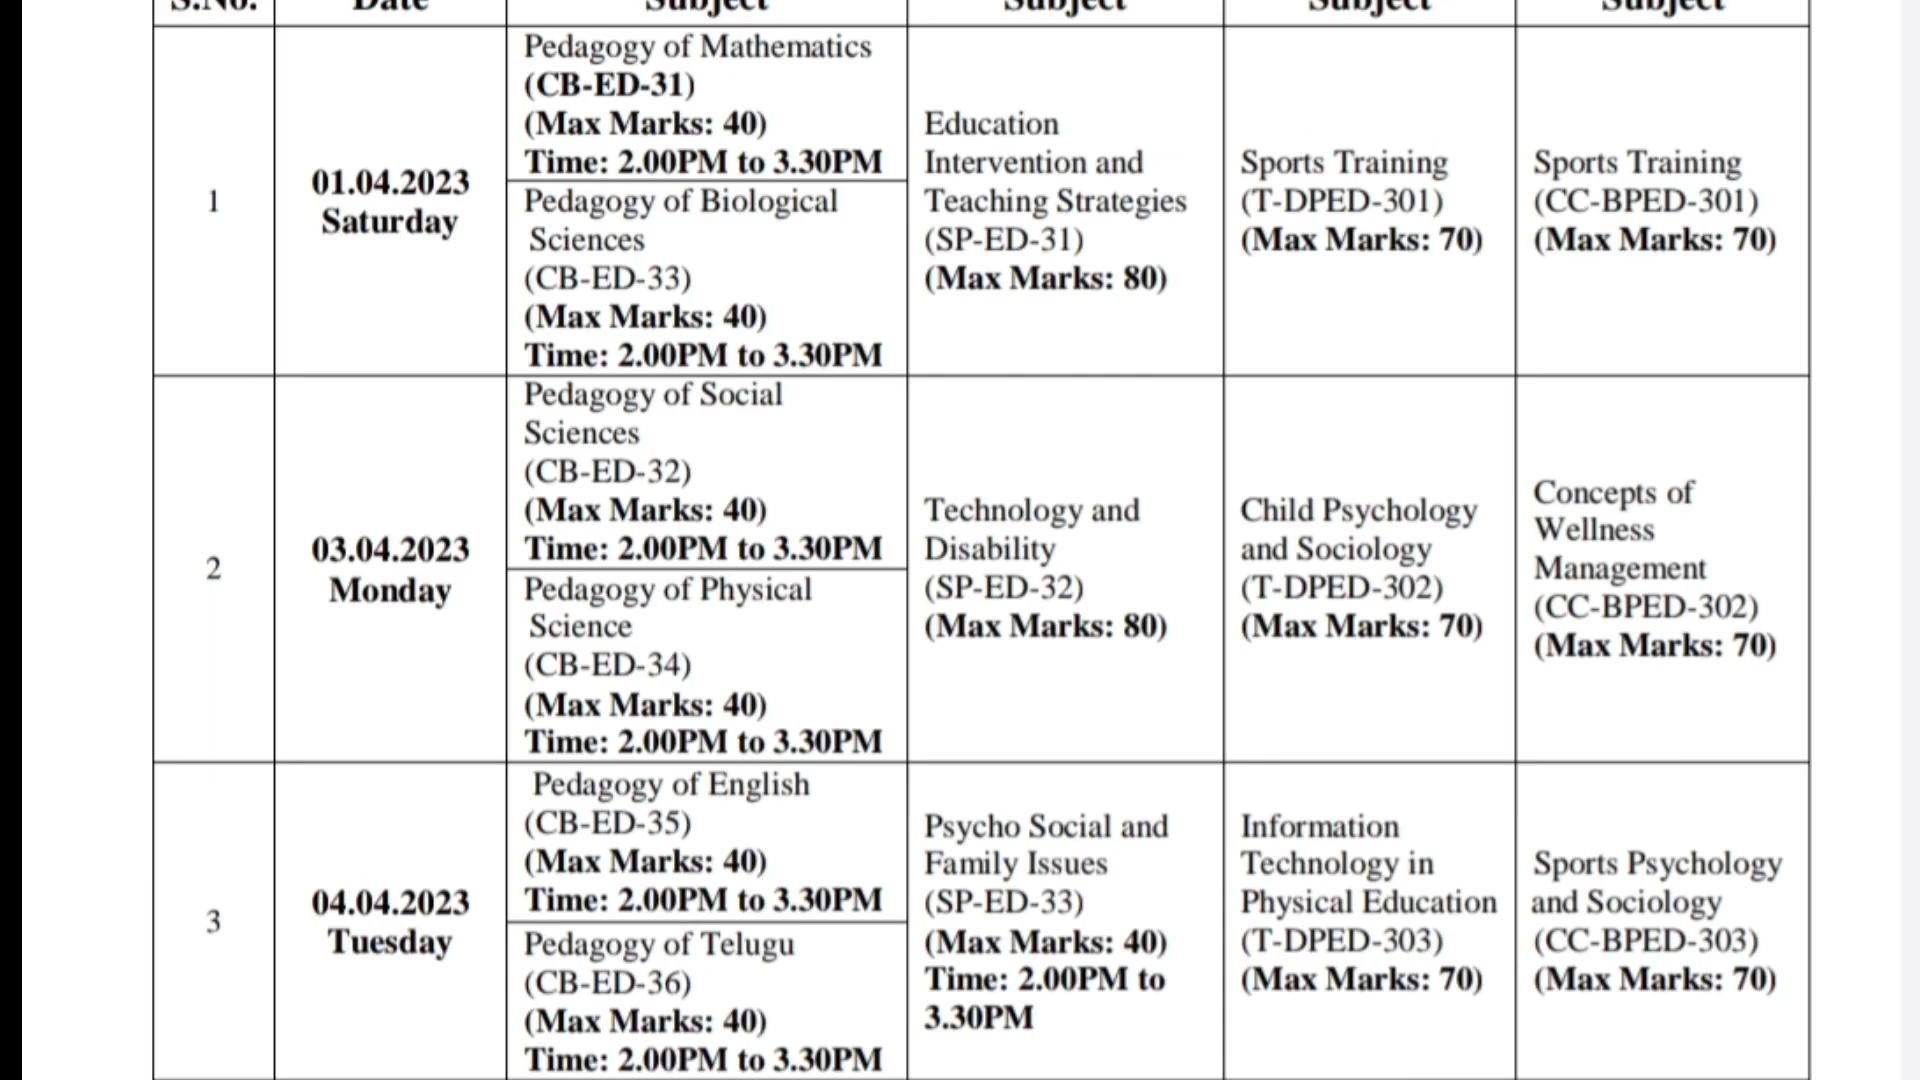 S.No.
Date
Subject
Subject
Subject
Subject
1
01.04.2023
Saturday
Pedagogy of Mathematics
(CB-ED-31)
(Max Marks: 40)
Time: 2.00PM to 3.30PM
Pedagogy of Biological
Sciences
(CB-ED-33)
(Max Marks: 40)
Time: 2.00PM to 3.30PM
Education
Intervention and
Teaching Strategies
(SP-ED-31)
(Max Marks: 80)
Sports Training
(T-DPED-301)
(Max Marks: 70)
Sports Training
(CC-BPED-301)
(Max Marks: 70)
2
03.04.2023
Monday
Pedagogy of Social
Sciences
(CB-ED-32)
(Max Marks: 40)
Time: 2.00PM to 3.30PM
Pedagogy of Physical
Science
(CB-ED-34)
(Max Marks: 40)
Time: 2.00PM to 3.30PM
Technology and
Disability
(SP-ED-32)
(Max Marks: 80)
Child Psychology
and Sociology
(T-DPED-302)
(Max Marks: 70)
Concepts of
Wellness
Management
(CC-BPED-302)
(Max Marks: 70)
3
04.04.2023
Tuesday
Pedagogy of English
(CB-ED-35)
(Max Marks: 40)
Time: 2.00PM to 3.30PM
Pedagogy of Telugu
(CB-ED-36)
(Max Marks: 40)
Time: 2.00PM to 3.30PM
Psycho Social and
Family Issues
(SP-ED-33)
(Max Marks: 40)
Time: 2.00PM to
3.30PM
Information
Technology in
Physical Education
(T-DPED-303)
(Max Marks: 70)
Sports Psychology
and Sociology
(CC-BPED-303)
(Max Marks: 70)